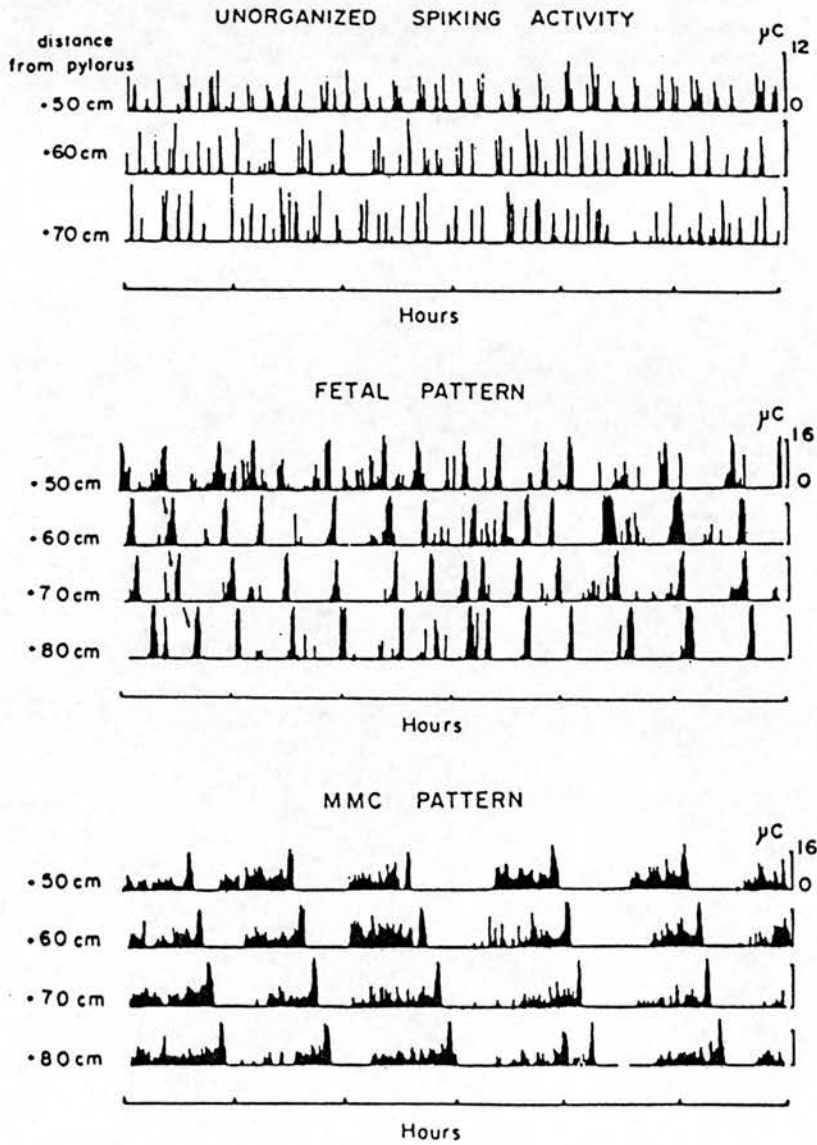 UNORGANIZED SPIKING ACTIVITY
distance
from pylorus
µC
12
0
+50 cm
+60 cm
+70 cm
Hours
FETAL PATTERN
µC
16
0
+50 cm
+60 cm
+70 cm
+80 cm
Hours
MMC PATTERN
µC
16
0
+50 cm
+60 cm
+70 cm
+80 cm
Hours